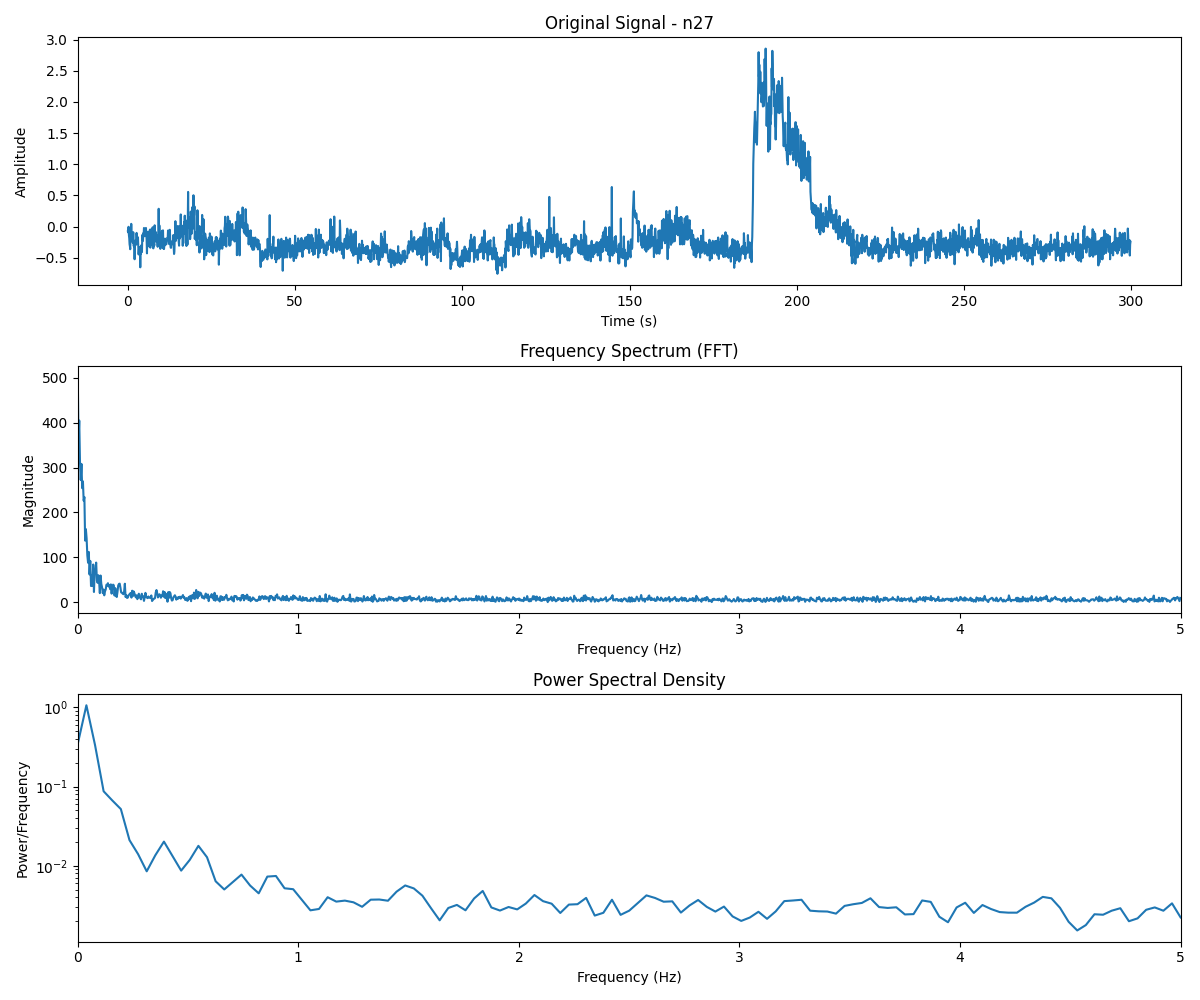 Original Signal - n27
Amplitude
3.0
2.5
2.0
1.5
1.0
0.5
0.0
−0.5
0 50 100 150 200 250 300
Time (s)
Frequency Spectrum (FFT)
Magnitude
500
400
300
200
100
0
0 1 2 3 4 5
Frequency (Hz)
Power Spectral Density
Power/Frequency
10⁰
10⁻¹
10⁻²
0 1 2 3 4 5
Frequency (Hz)